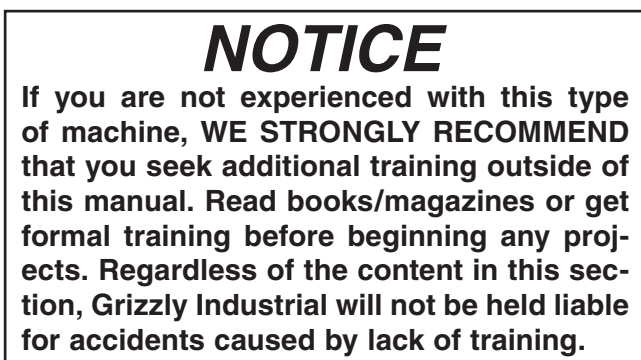 NOTICE
If you are not experienced with this type
of machine, WE STRONGLY RECOMMEND
that you seek additional training outside of
this manual. Read books/magazines or get
formal training before beginning any proj-
ects. Regardless of the content in this sec-
tion, Grizzly Industrial will not be held liable
for accidents caused by lack of training.